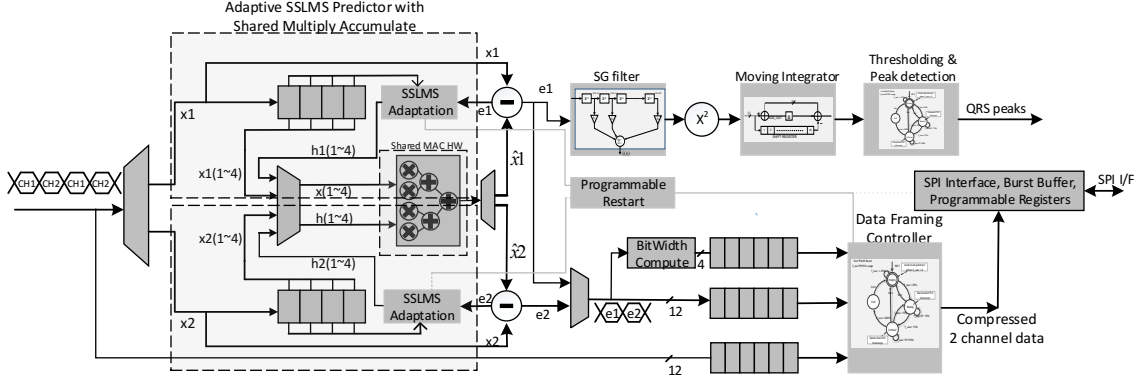 Adaptive SSLMS Predictor with
Shared Multiply Accumulate
x1
SSLMS
Adaptation
e1
e1
x1
h1(1~4)
Shared MAC HW
x1(1~4)
x(1~4)
h(1~4)
x2(1~4)
h2(1~4)
x̂1
x̂2
CH1
CH2
CH1
CH2
SSLMS
Adaptation
e2
e2
x2
x2
SG filter
X²
Moving Integrator
Thresholding &
Peak detection
QRS peaks
Programmable
Restart
SPI Interface, Burst Buffer,
Programmable Registers
SPI I/F
Data Framing
Controller
BitWidth
Compute
4
e1
e2
12
12
Compressed
2 channel data